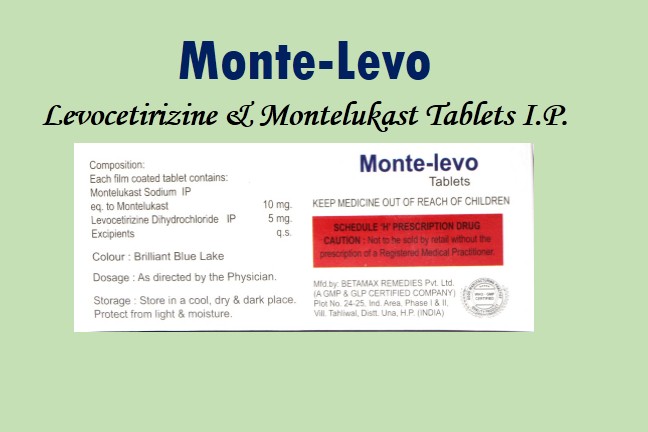 Monte-Levo
Levocetirizine & Montelukast Tablets I.P.
Composition:
Each film coated tablet contains:
Montelukast Sodium IP
eq. to Montelukast 10 mg.
Levocetirizine Dihydrochloride IP 5 mg.
Excipients q.s.
Colour : Brilliant Blue Lake
Dosage : As directed by the Physician.
Storage : Store in a cool, dry & dark place.
Protect from light & moisture.
Monte-levo
Tablets
KEEP MEDICINE OUT OF REACH OF CHILDREN
SCHEDULE 'H' PRESCRIPTION DRUG
CAUTION : Not to be sold by retail without the
prescription of a Registered Medical Practitioner.
Mfd.by: BETAMAX REMEDIES Pvt. Ltd.
(A GMP & GLP CERTIFIED COMPANY)
Plot No. 24-25, Ind. Area, Phase I & II,
Vill. Tahliwal, Distt. Una, H.P. (INDIA)